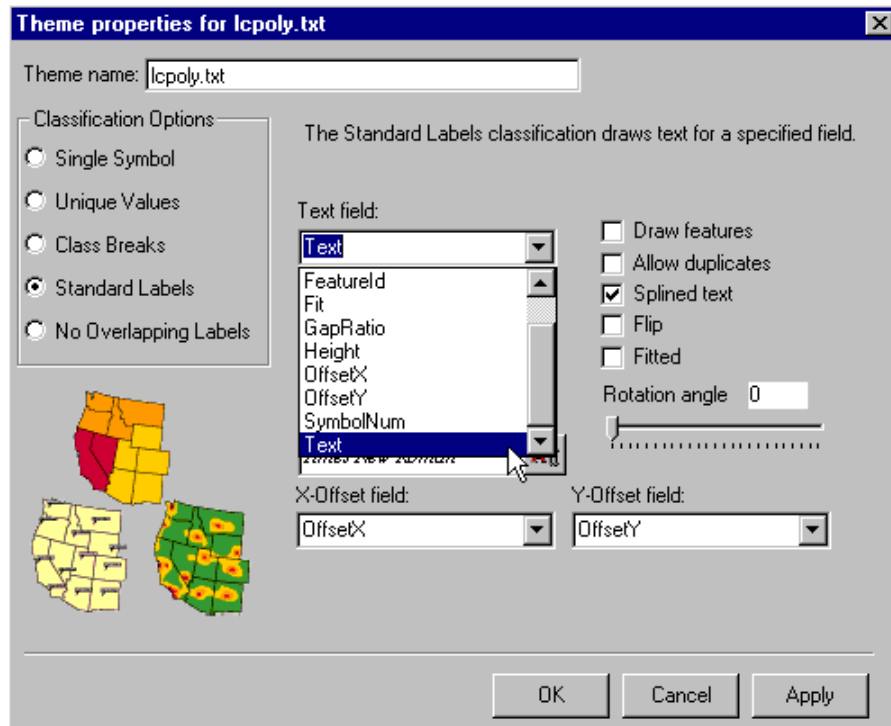 Theme properties for lcpoly.txt
Theme name: lcpoly.txt
Classification Options
Single Symbol
Unique Values
Class Breaks
Standard Labels
No Overlapping Labels
The Standard Labels classification draws text for a specified field.
Text field:
Text
FeatureId
Fit
GapRatio
Height
OffsetX
OffsetY
SymbolNum
Text
Times New Roman
Draw features
Allow duplicates
Splined text
Flip
Fitted
Rotation angle 0
X-Offset field:
OffsetX
Y-Offset field:
OffsetY
OK
Cancel
Apply